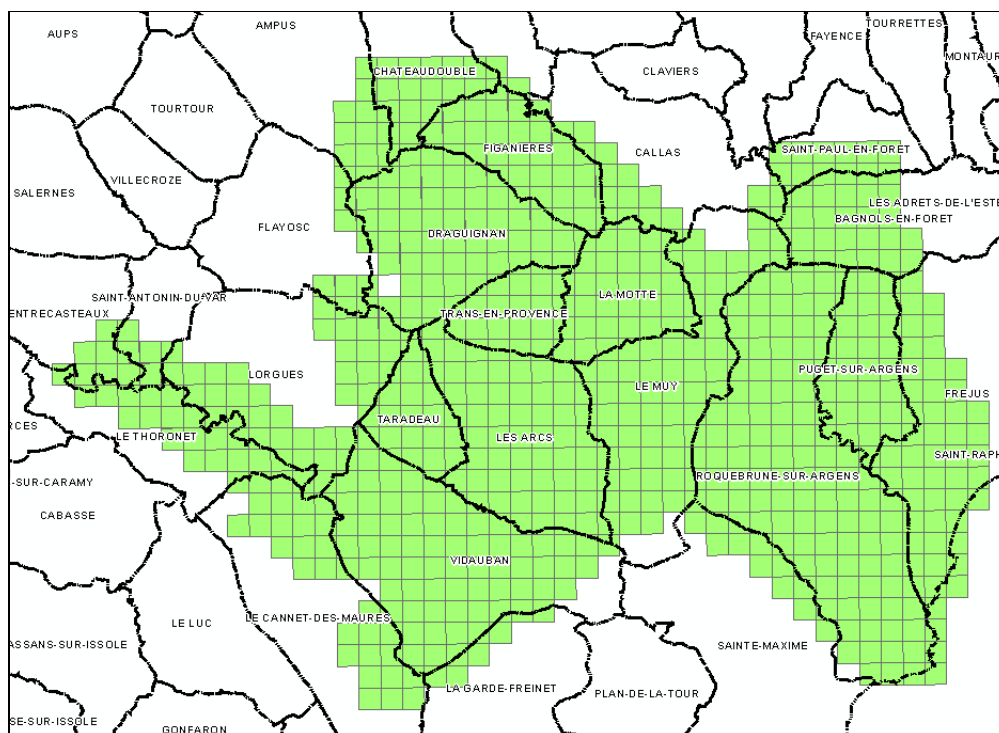 AUPS
AMPUS
TOURRETTES
FAYENCE
MONTAUR
CHATEAUDOUBLE
CLAVIERS
TOURTOUR
FIGANIERES
CALLAS
SAINT-PAUL-EN-FORET
VILLECROZE
SALERNES
LES ADRETS-DE-L'ESTE
BAGNOLS-EN-FORET
FLAYOSC
DRAGUIGNAN
SAINT-ANTONIN-DU-VAR
LA MOTTE
ENTRECASTEAUX
TRANS-EN-PROVENCE
LORGUES
PUGET-SUR-ARGENS
LE MUY
FREJUS
TARADEAU
RCES
LE THORONET
LES ARCS
SAINT-RAPH
-SUR-CARAMY
ROQUEBRUNE-SUR-ARGENS
CABASSE
VIDAUBAN
LE LUC
LE CANNET-DES-MAURES
ASSANS-SUR-ISSOLE
SAINTE-MAXIME
LA GARDE-FREINET
PLAN-DE-LA-TOUR
SE-SUR-ISSOLE
GONFARON